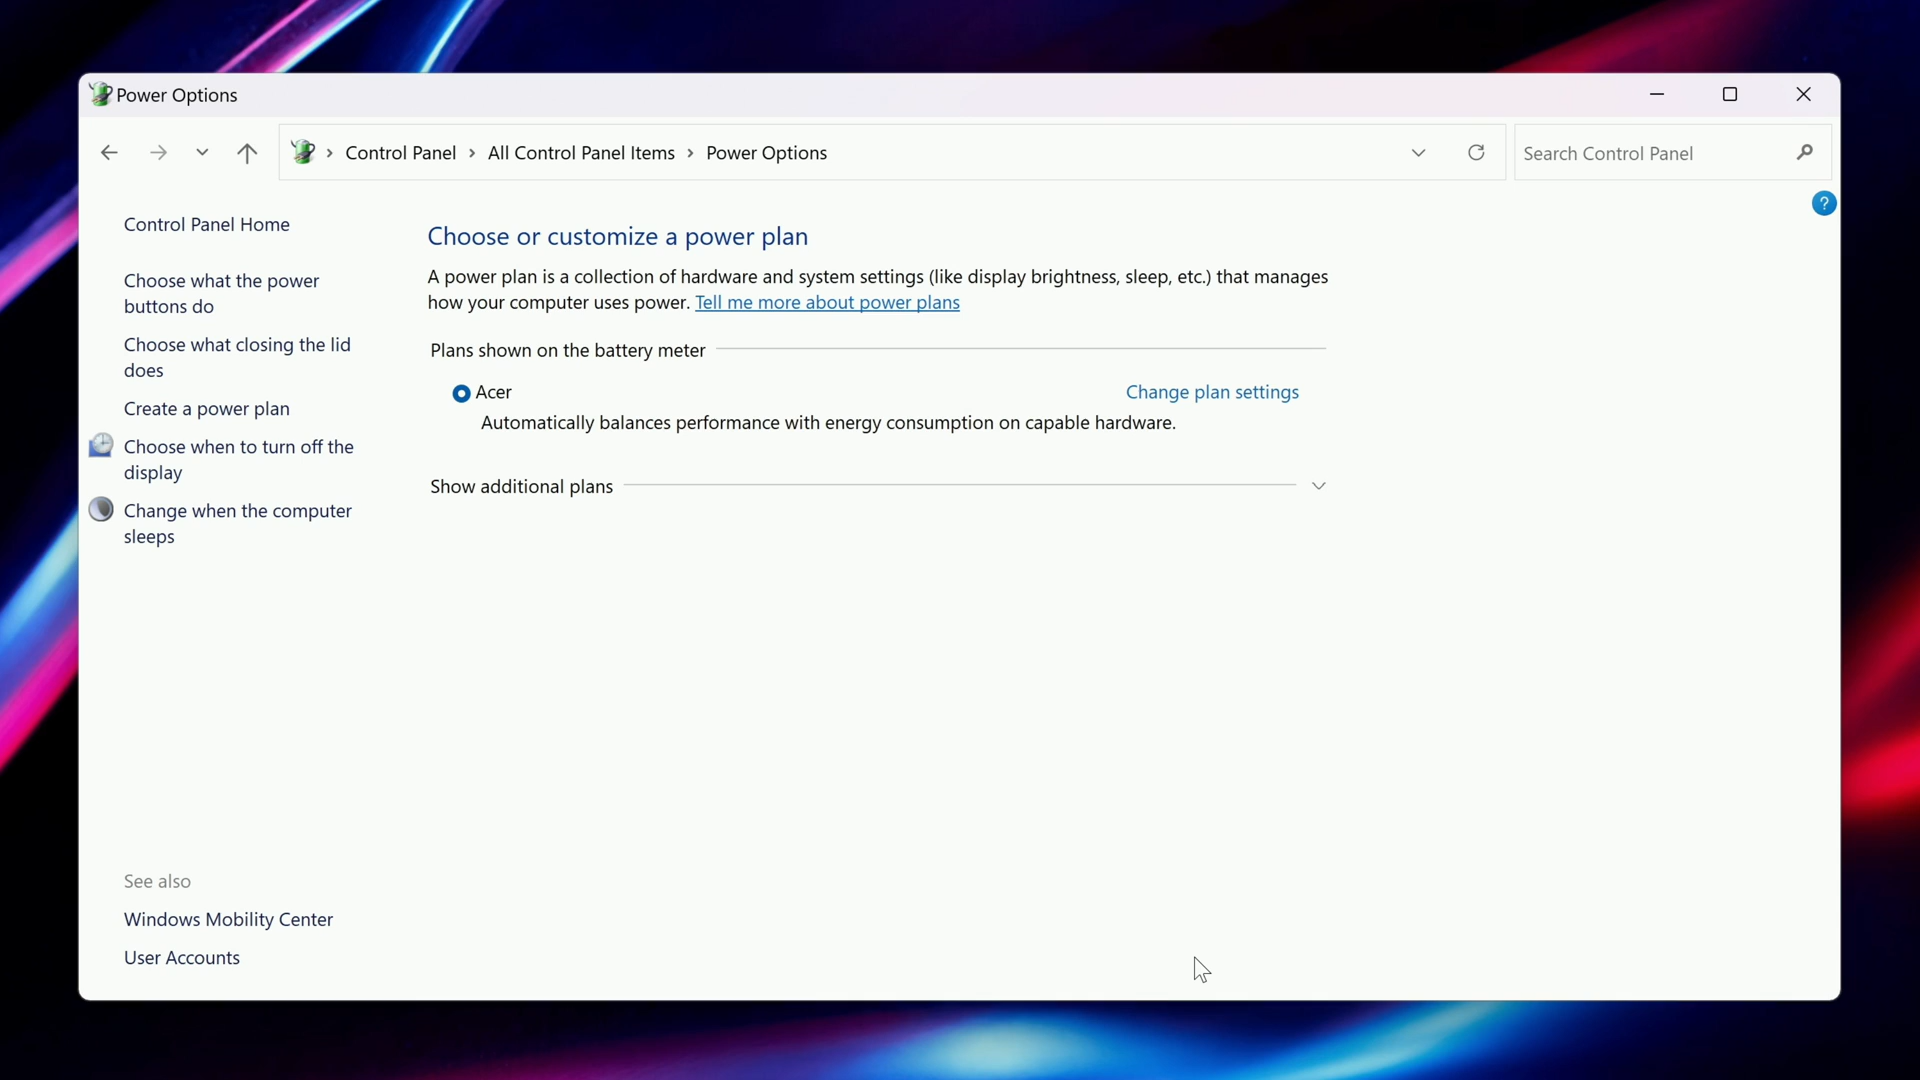 Power Options
Control Panel > All Control Panel Items > Power Options
Search Control Panel
?
Control Panel Home
Choose what the power
buttons do
Choose what closing the lid
does
Create a power plan
Choose when to turn off the
display
Change when the computer
sleeps
See also
Windows Mobility Center
User Accounts
Choose or customize a power plan
A power plan is a collection of hardware and system settings (like display brightness, sleep, etc.) that manages
how your computer uses power. Tell me more about power plans
Plans shown on the battery meter
Acer
Change plan settings
Automatically balances performance with energy consumption on capable hardware.
Show additional plans